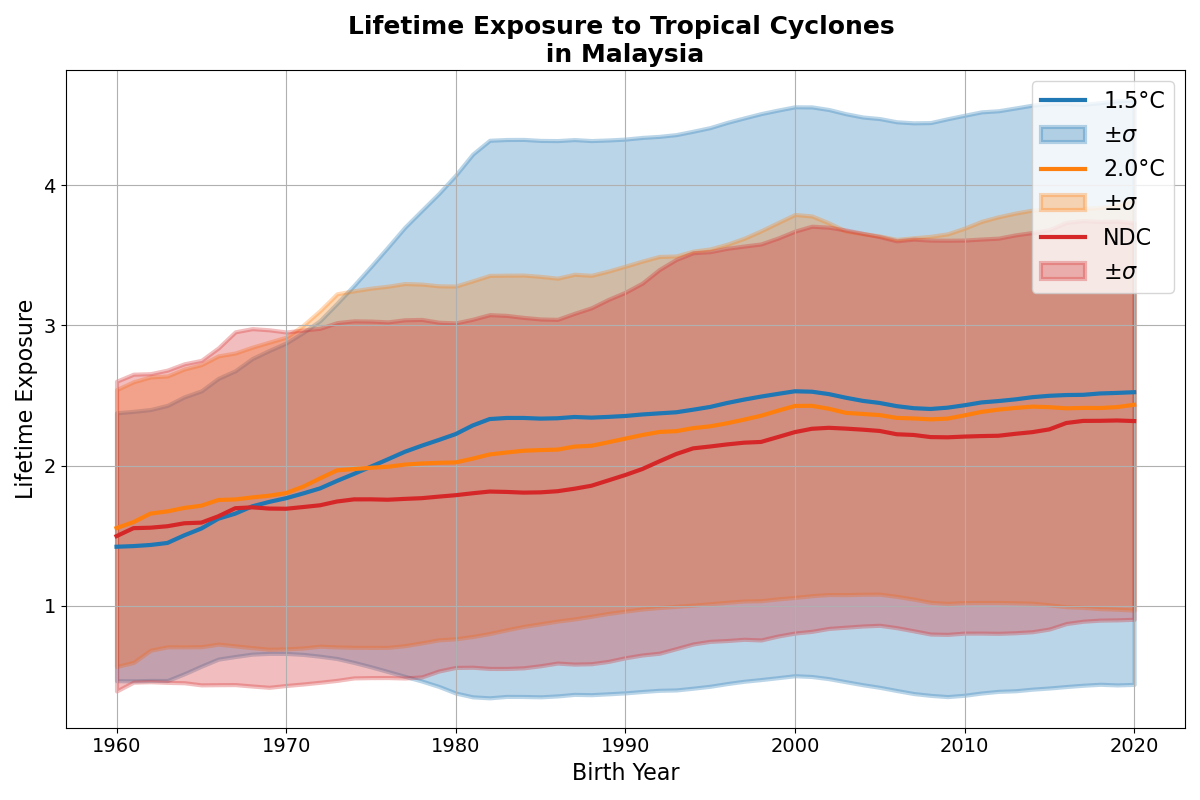 Lifetime Exposure to Tropical Cyclones
in Malaysia
1.5°C
±σ
2.0°C
±σ
NDC
±σ
Lifetime Exposure
4
3
2
1
1960 1970 1980 1990 2000 2010 2020
Birth Year